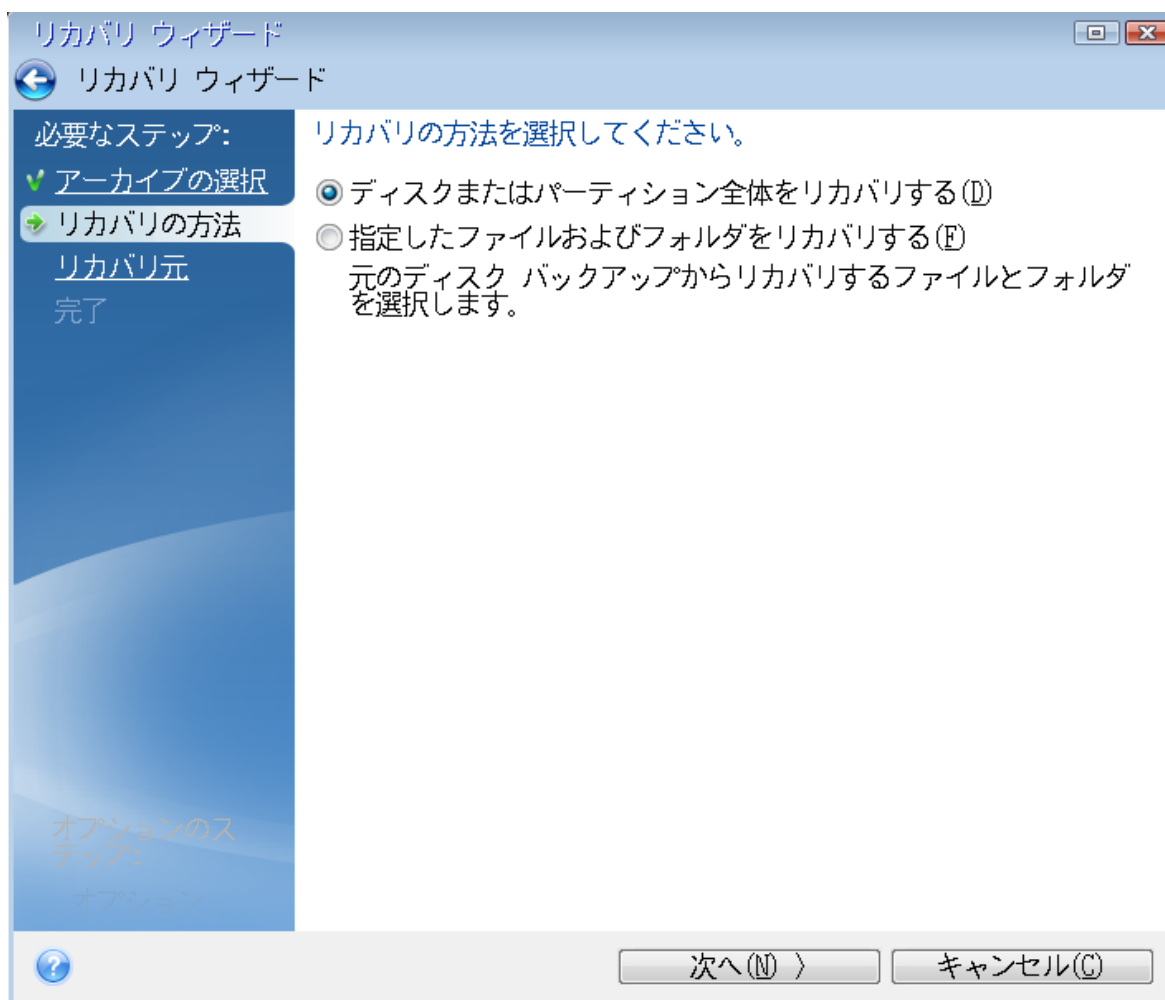 リカバリ ウィザード
リカバリ ウィザード
必要なステップ:
アーカイブの選択
リカバリの方法
リカバリ元
完了
オプションのス
テップ:
オプション
リカバリの方法を選択してください。
ディスクまたはパーティション全体をリカバリする(D)
指定したファイルおよびフォルダをリカバリする(F)
元のディスク バックアップからリカバリするファイルとフォルダ
を選択します。
次へ(N) 〉
キャンセル(C)